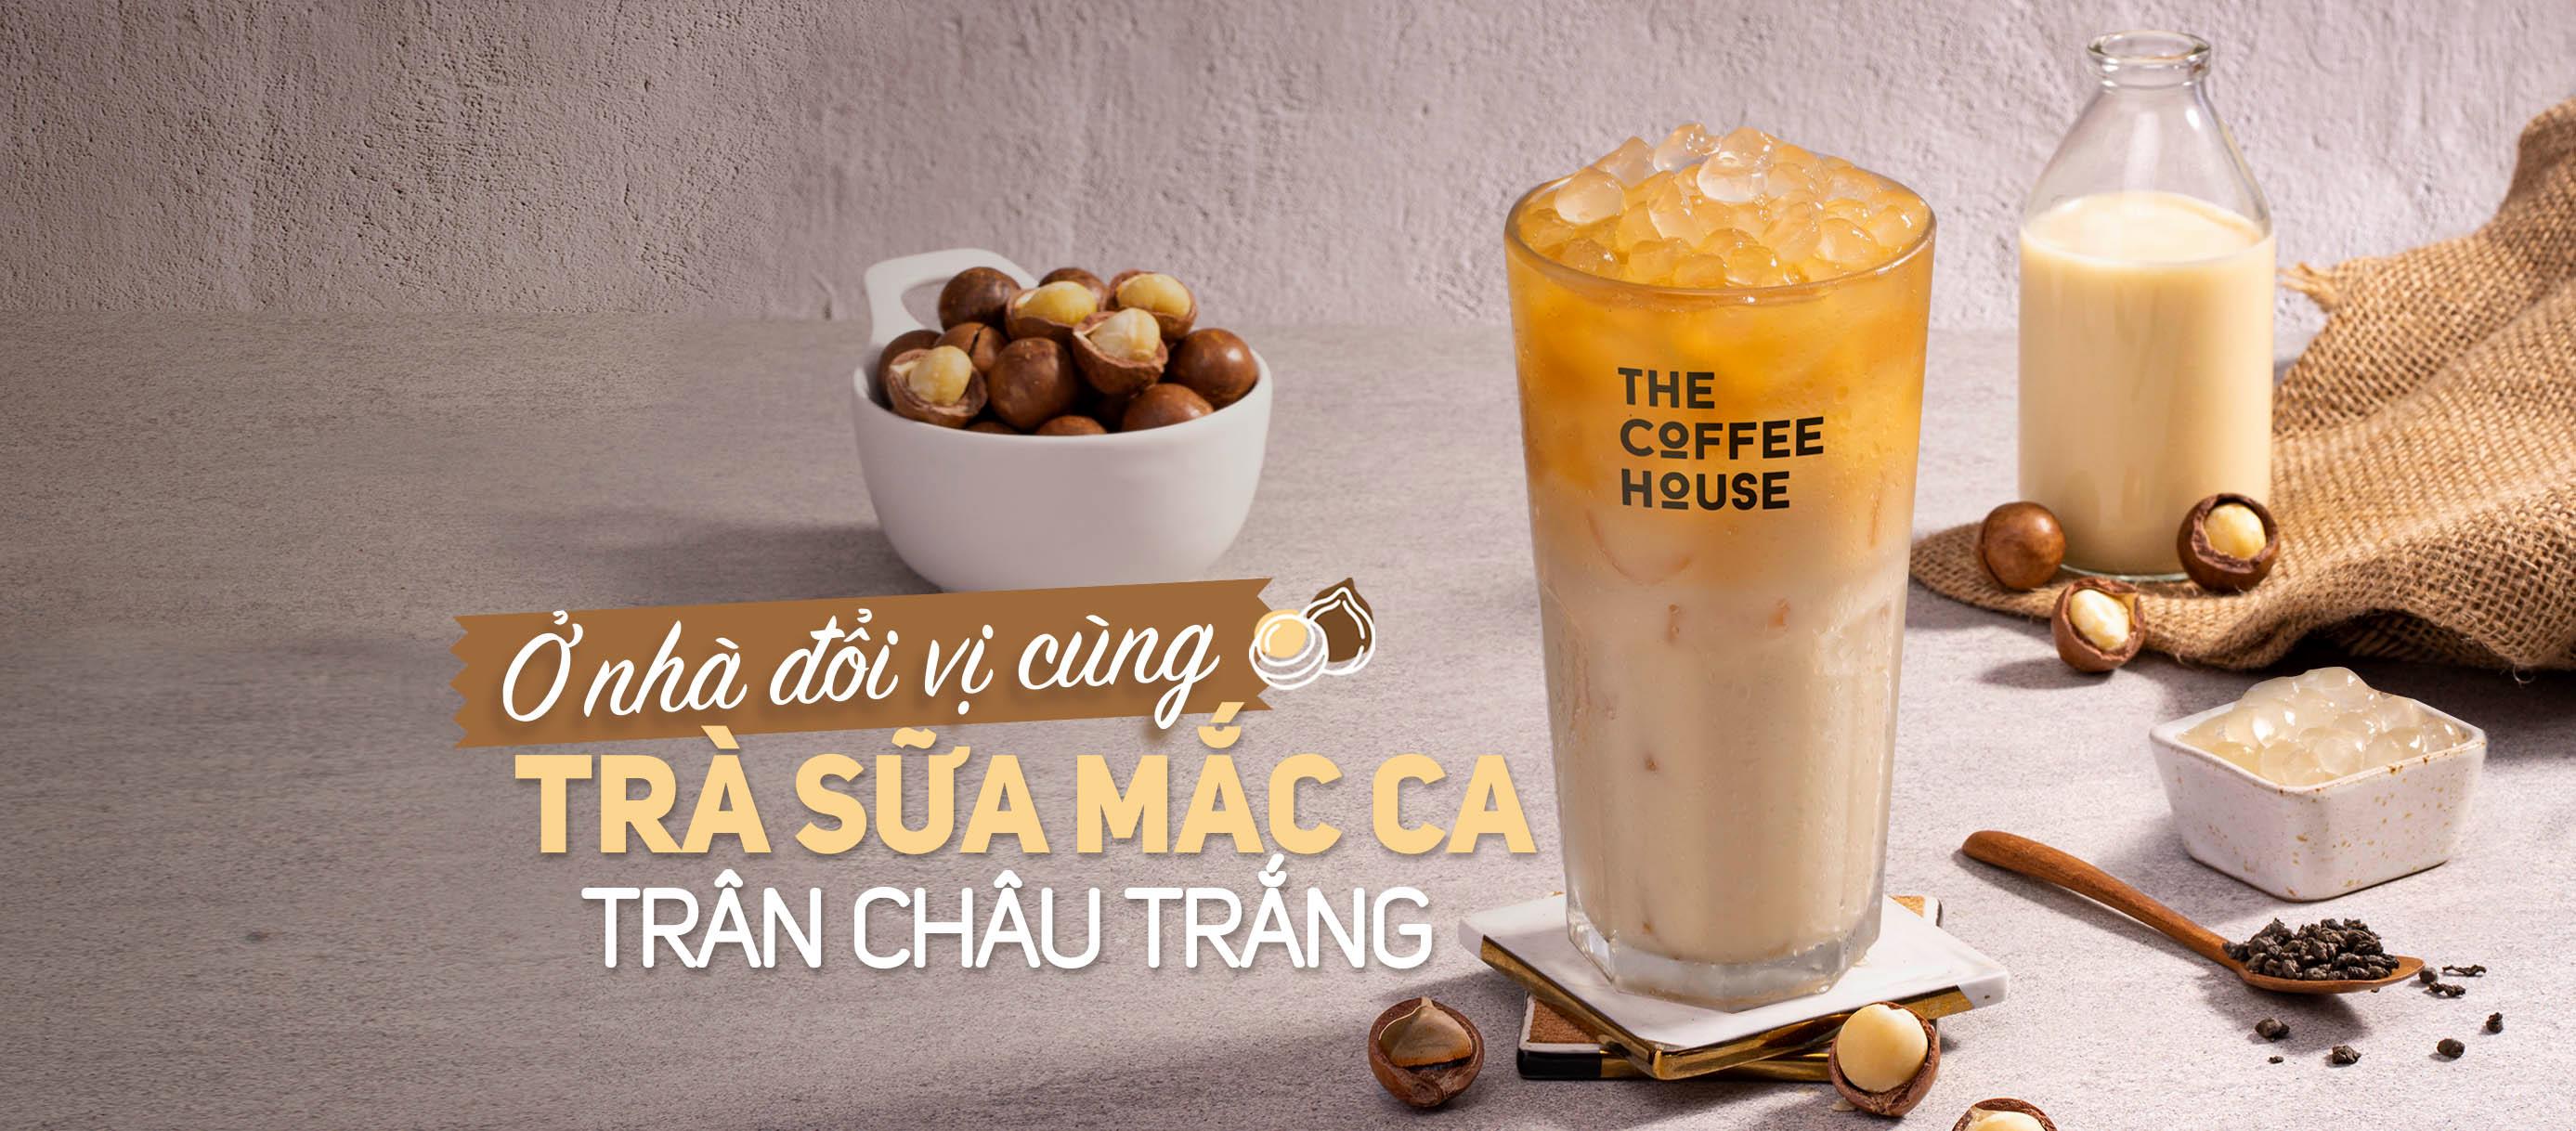 Ở nhà đổi vị cùng
TRÀ SỮA MẮC CA
TRÂN CHÂU TRẮNG
THE
COFFEE
HOUSE